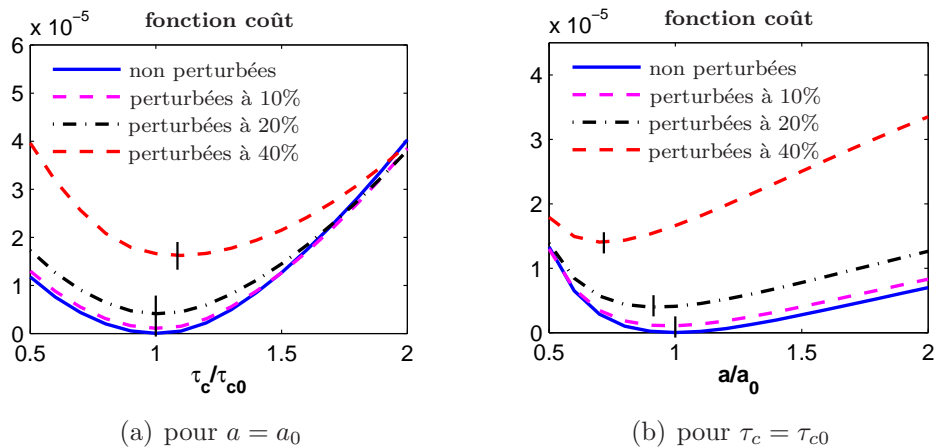 fonction coût
x 10⁻⁵
6
5
4
3
2
1
0
non perturbées
perturbées à 10%
perturbées à 20%
perturbées à 40%
0.5
1
1.5
2
τc/τc0
(a) pour a = a0
fonction coût
x 10⁻⁵
4
3
2
1
0
non perturbées
perturbées à 10%
perturbées à 20%
perturbées à 40%
0.5
1
1.5
2
a/a0
(b) pour τc = τc0